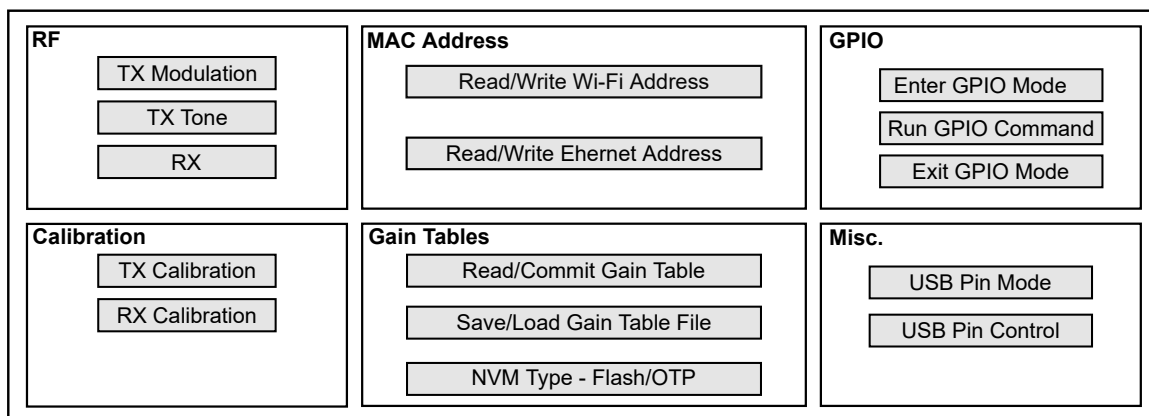 RF
TX Modulation
TX Tone
RX
MAC Address
Read/Write Wi-Fi Address
Read/Write Ehernet Address
GPIO
Enter GPIO Mode
Run GPIO Command
Exit GPIO Mode
Calibration
TX Calibration
RX Calibration
Gain Tables
Read/Commit Gain Table
Save/Load Gain Table File
NVM Type - Flash/OTP
Misc.
USB Pin Mode
USB Pin Control